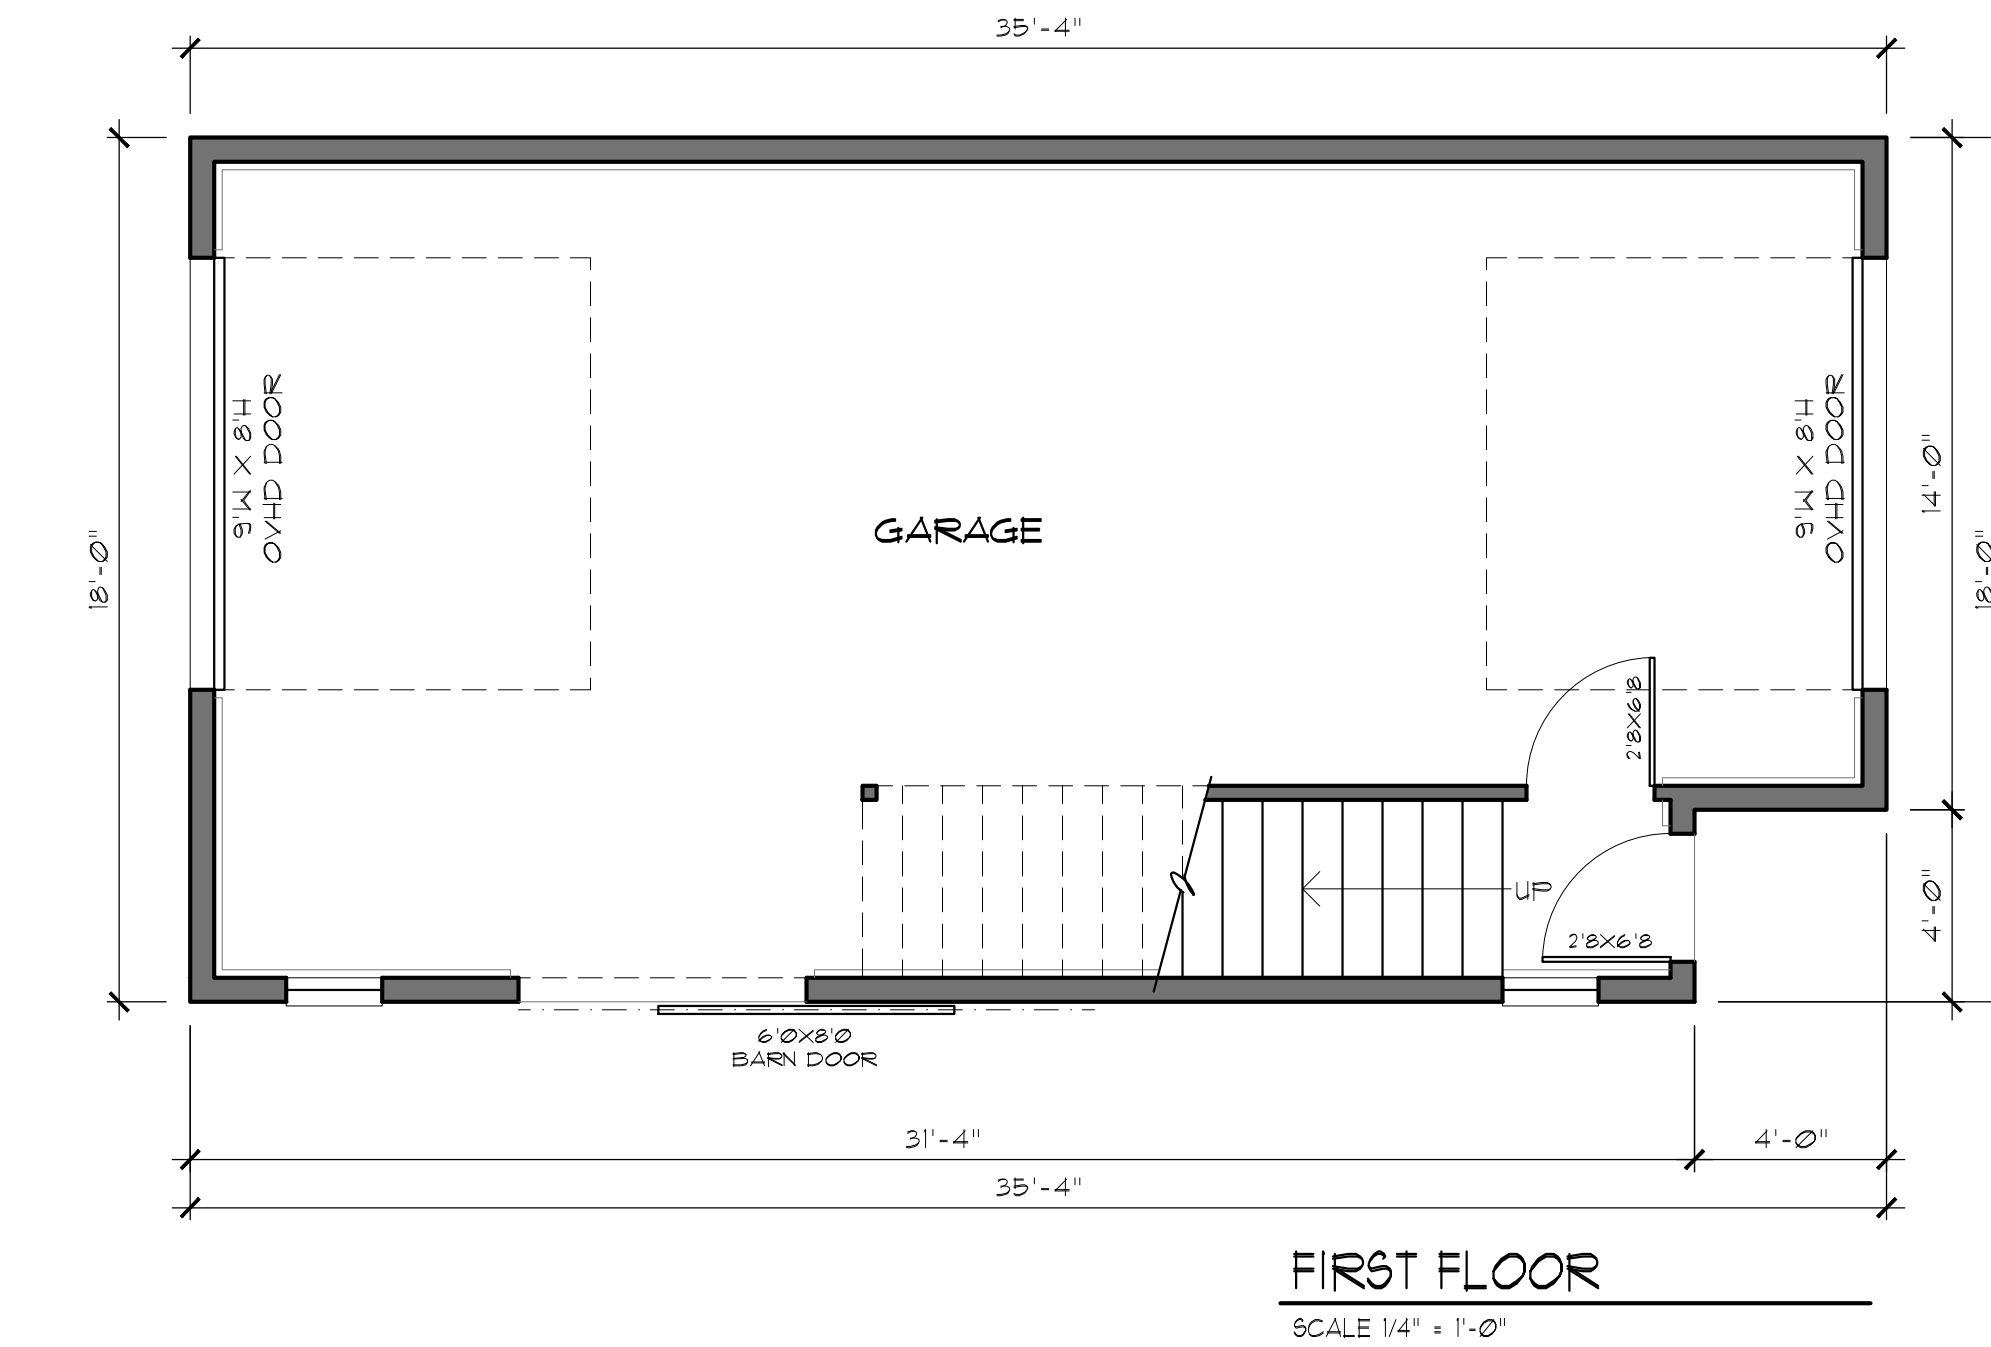 35'-4"
9'W X 8'H
OVHD DOOR
9'W X 8'H
OVHD DOOR
14'-0"
18'-0"
18'-0"
GARAGE
2'8X6'8
UP
4'-0"
2'8X6'8
6'0X8'0
BARN DOOR
31'-4"
4'-0"
35'-4"
FIRST FLOOR
SCALE 1/4" = 1'-0"